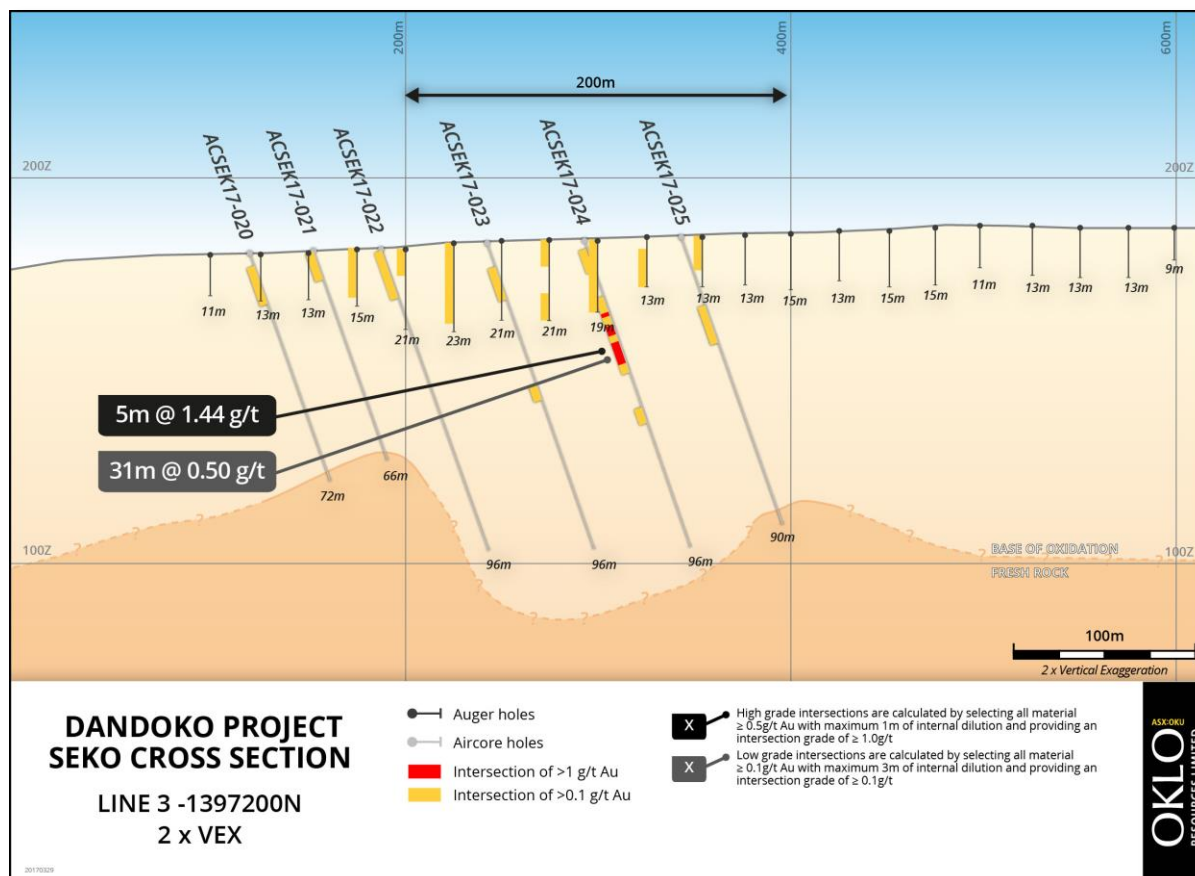 200m
400m
600m
200m
ACSEK17-020
ACSEK17-021
ACSEK17-022
ACSEK17-023
ACSEK17-024
ACSEK17-025
200Z
200Z
11m
13m
13m
15m
21m
23m
21m
21m
19m
13m
13m
13m
15m
13m
15m
15m
11m
13m
13m
13m
9m
5m @ 1.44 g/t
31m @ 0.50 g/t
72m
66m
96m
96m
96m
90m
? ? ? ? ? ? ? ? ? ? ? ? ?
100Z
BASE OF OXIDATION
100Z
FRESH ROCK
100m
2 x Vertical Exaggeration
DANDOKO PROJECT
SEKO CROSS SECTION
LINE 3 -1397200N
2 x VEX
Auger holes
Aircore holes
Intersection of >1 g/t Au
Intersection of >0.1 g/t Au
X
High grade intersections are calculated by selecting all material
≥ 0.5g/t Au with maximum 1m of internal dilution and providing an
intersection grade of ≥ 1.0g/t
X
Low grade intersections are calculated by selecting all material
≥ 0.1g/t Au with maximum 3m of internal dilution and providing an
intersection grade of ≥ 0.1g/t
ASX:OKU
OKLO
RESOURCES LIMITED
20170329